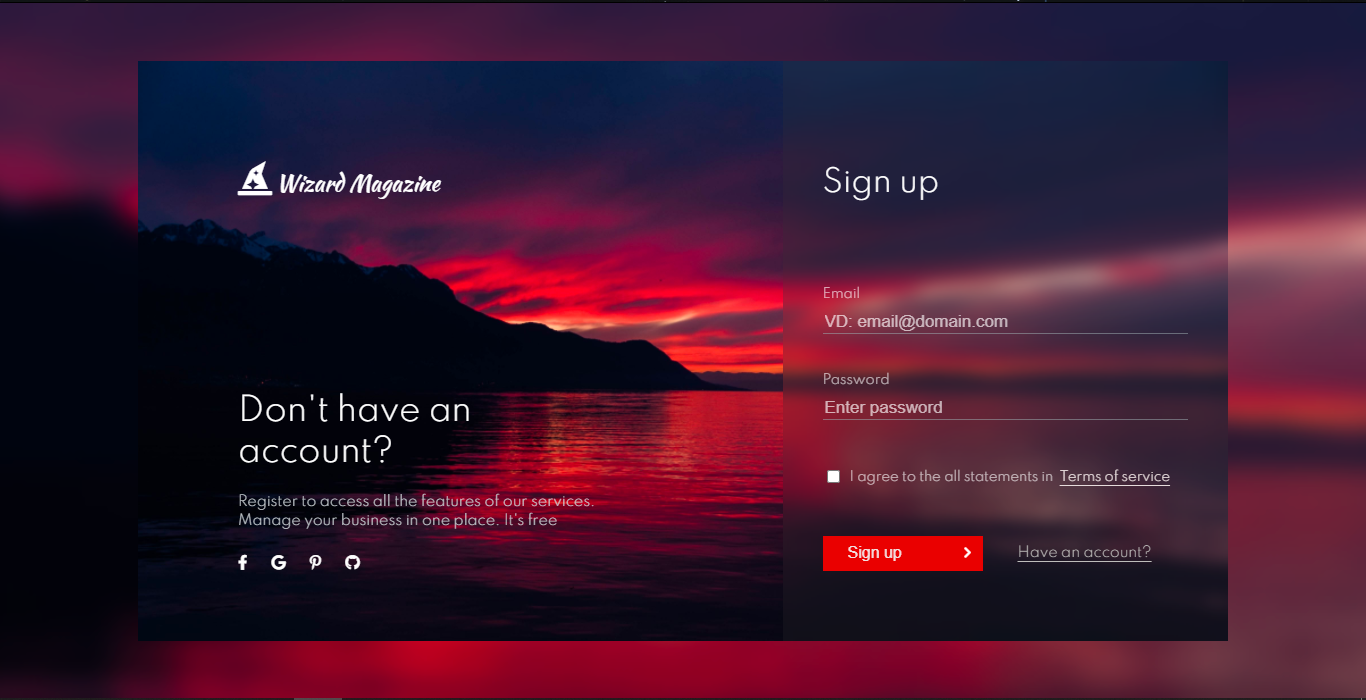 Wizard Magazine
Don't have an
account?
Register to access all the features of our services.
Manage your business in one place. It's free
Sign up
Email
VD: email@domain.com
Password
Enter password
I agree to the all statements in Terms of service
Sign up
Have an account?